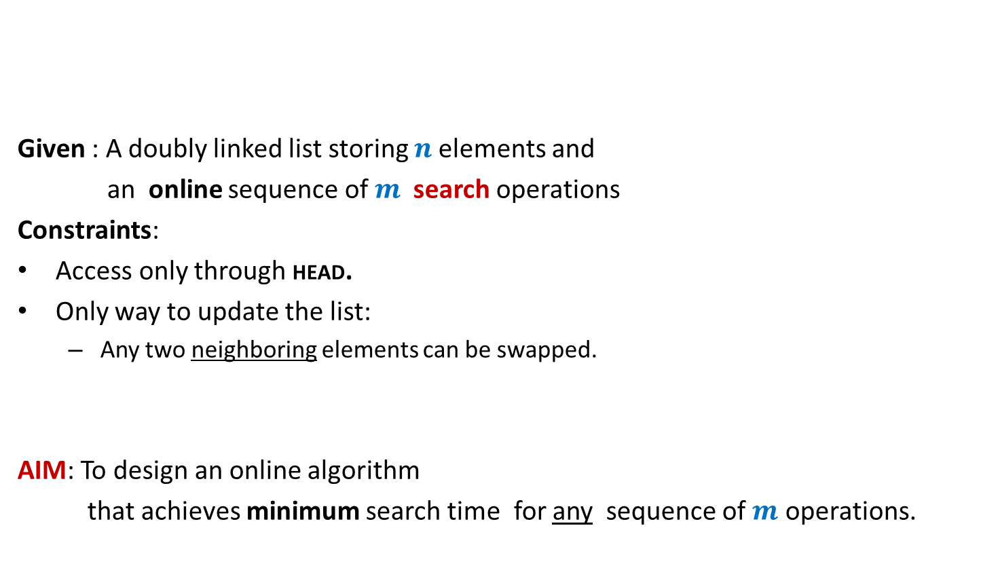 Given : A doubly linked list storing n elements and
an online sequence of m search operations
Constraints:
• Access only through HEAD.
• Only way to update the list:
– Any two neighboring elements can be swapped.
AIM: To design an online algorithm
that achieves minimum search time for any sequence of m operations.